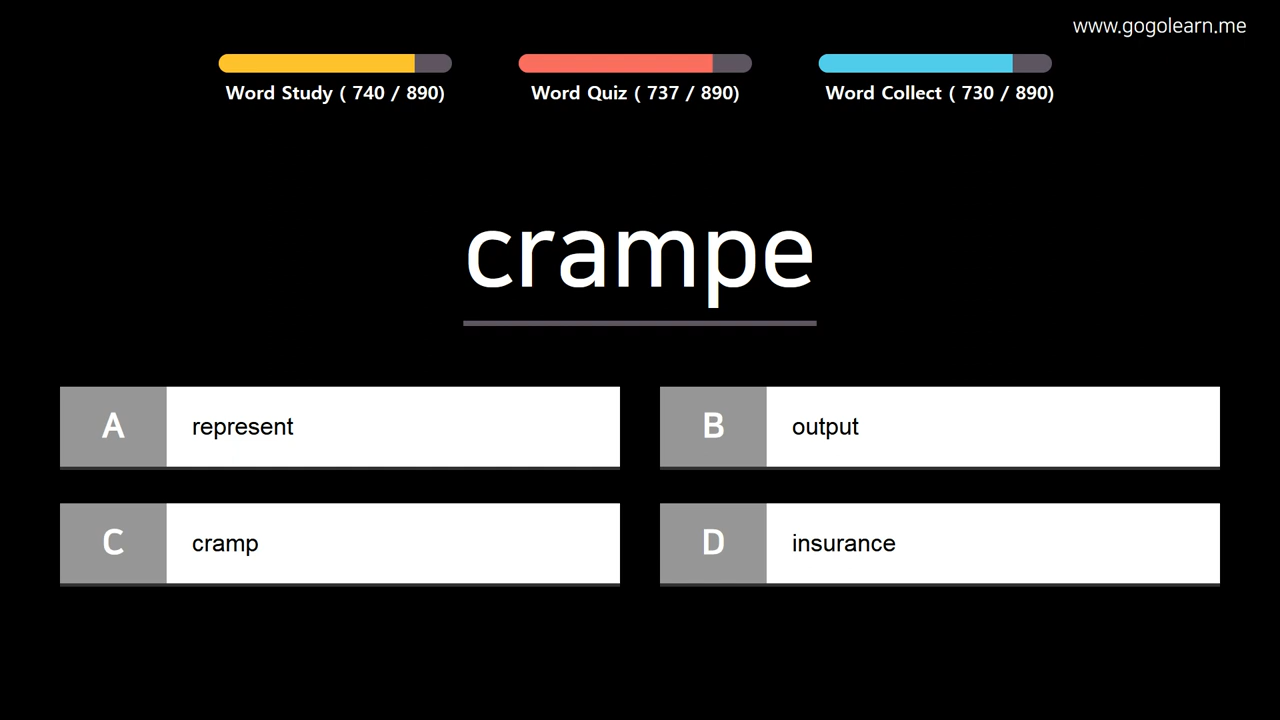 www.gogolearn.me
Word Study ( 740 / 890)
Word Quiz ( 737 / 890)
Word Collect ( 730 / 890)
crampe
A represent
B output
C cramp
D insurance